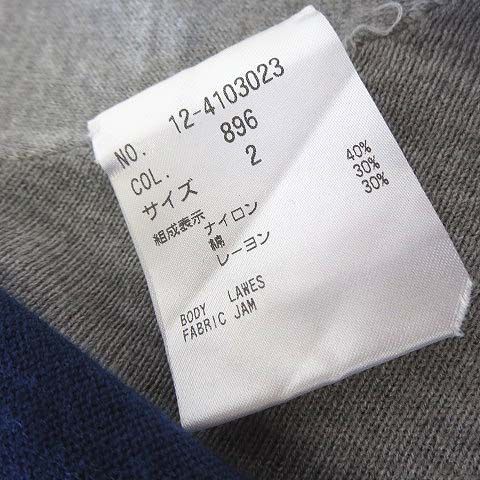 NO. 12-4103023
COL. 896
サイズ 2
組成表示 ナイロン 40%
綿 30%
レーヨン 30%
BODY LAWES
FABRIC JAM